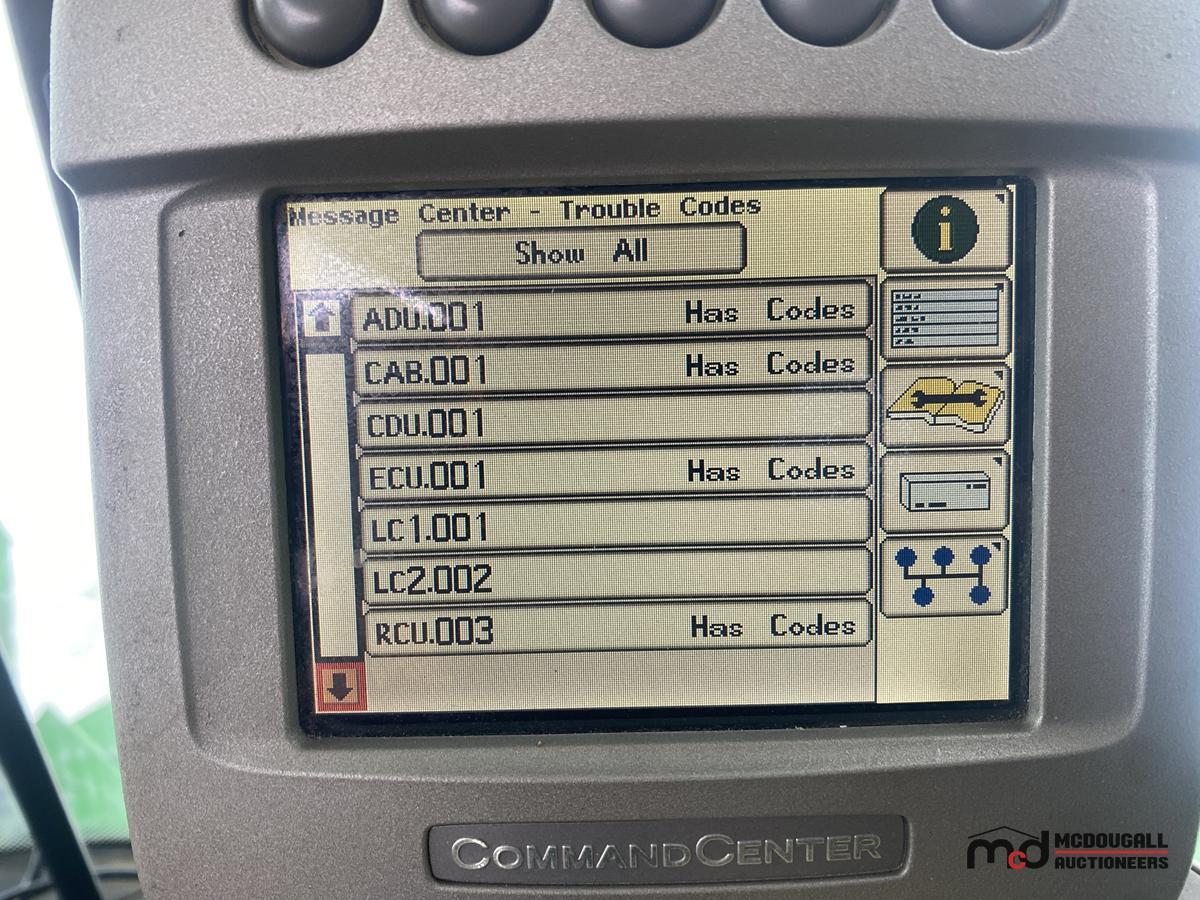 Message Center - Trouble Codes
Show All
ADU.001 Has Codes
CAB.001 Has Codes
CDU.001
ECU.001 Has Codes
LC1.001
LC2.002
RCU.003 Has Codes
i
COMMANDCENTER
mcd MCDOUGALL
AUCTIONEERS